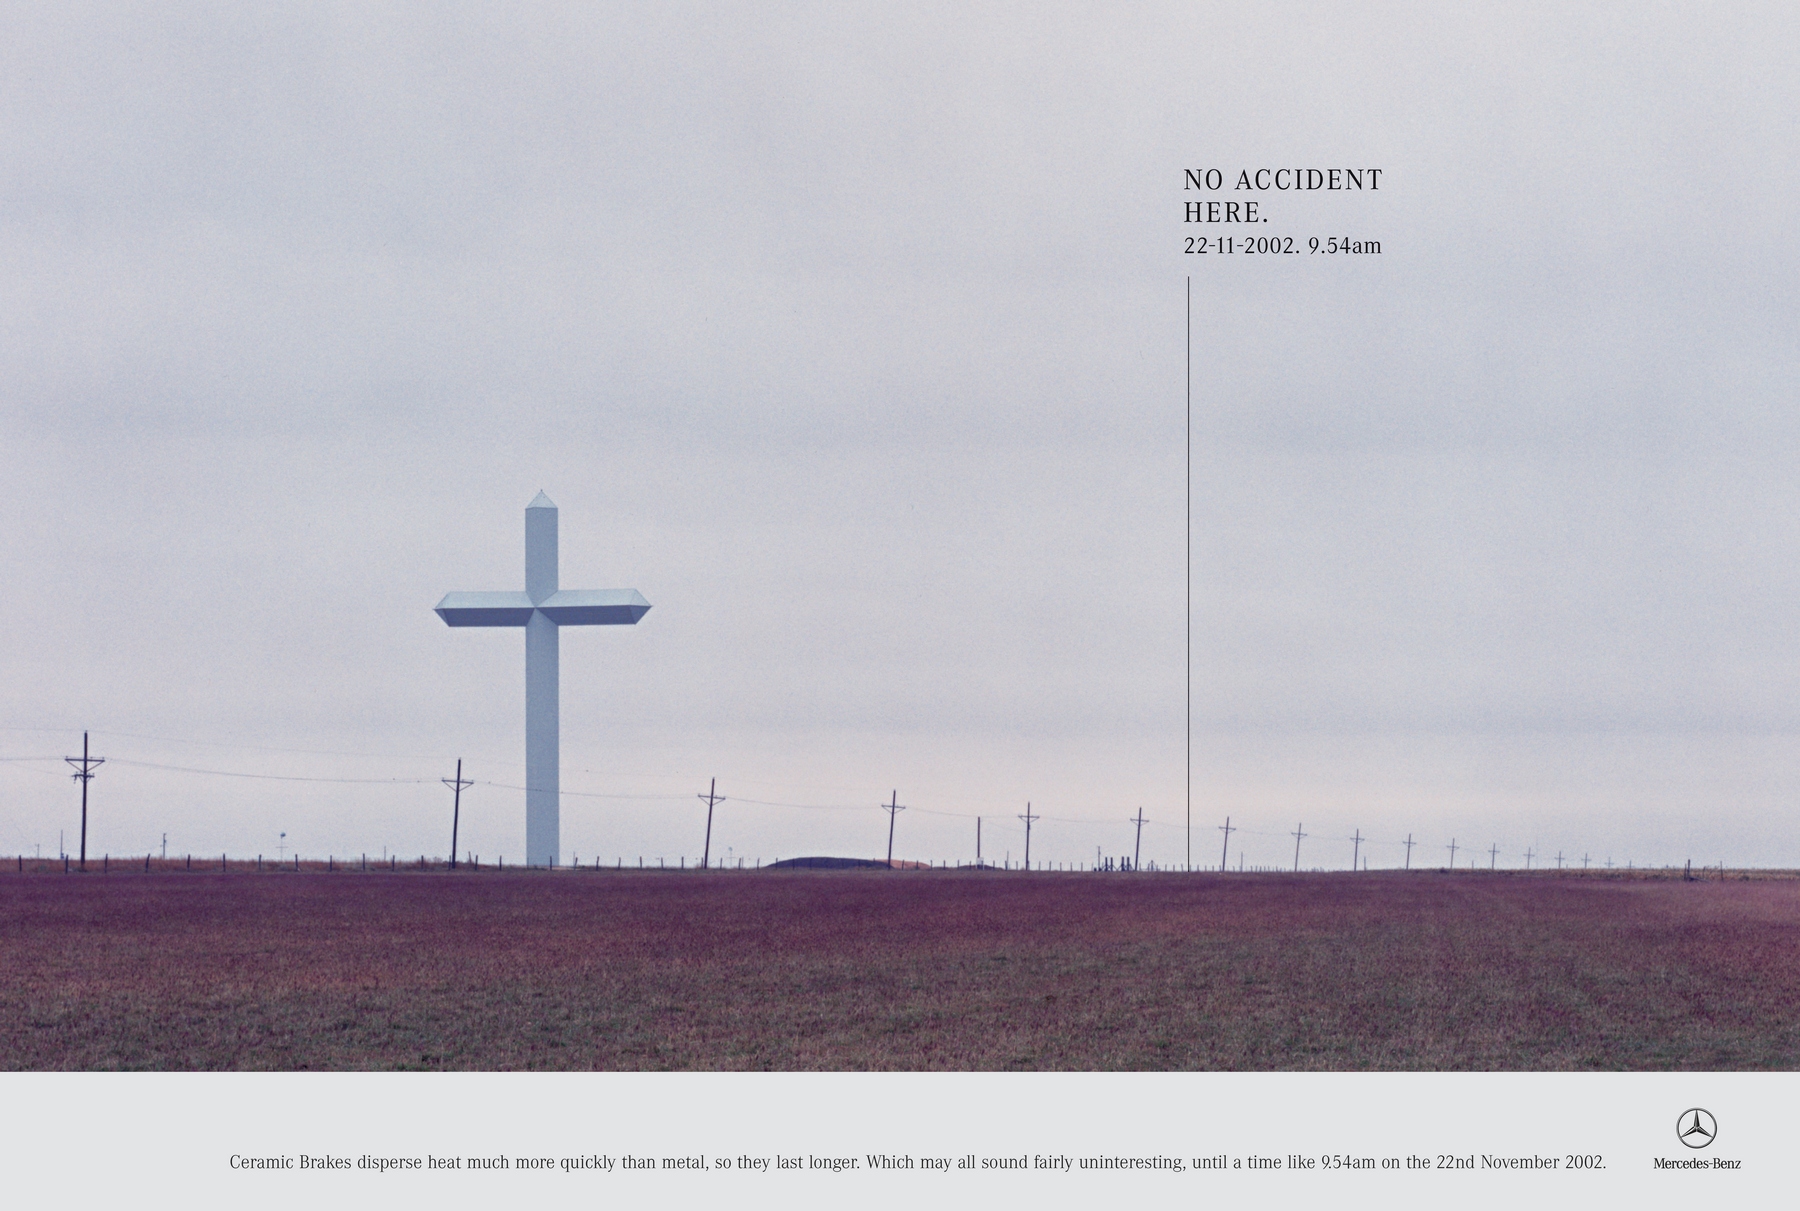 NO ACCIDENT
HERE.
22-11-2002. 9.54am
Ceramic Brakes disperse heat much more quickly than metal, so they last longer. Which may all sound fairly uninteresting, until a time like 9.54am on the 22nd November 2002.
Mercedes-Benz